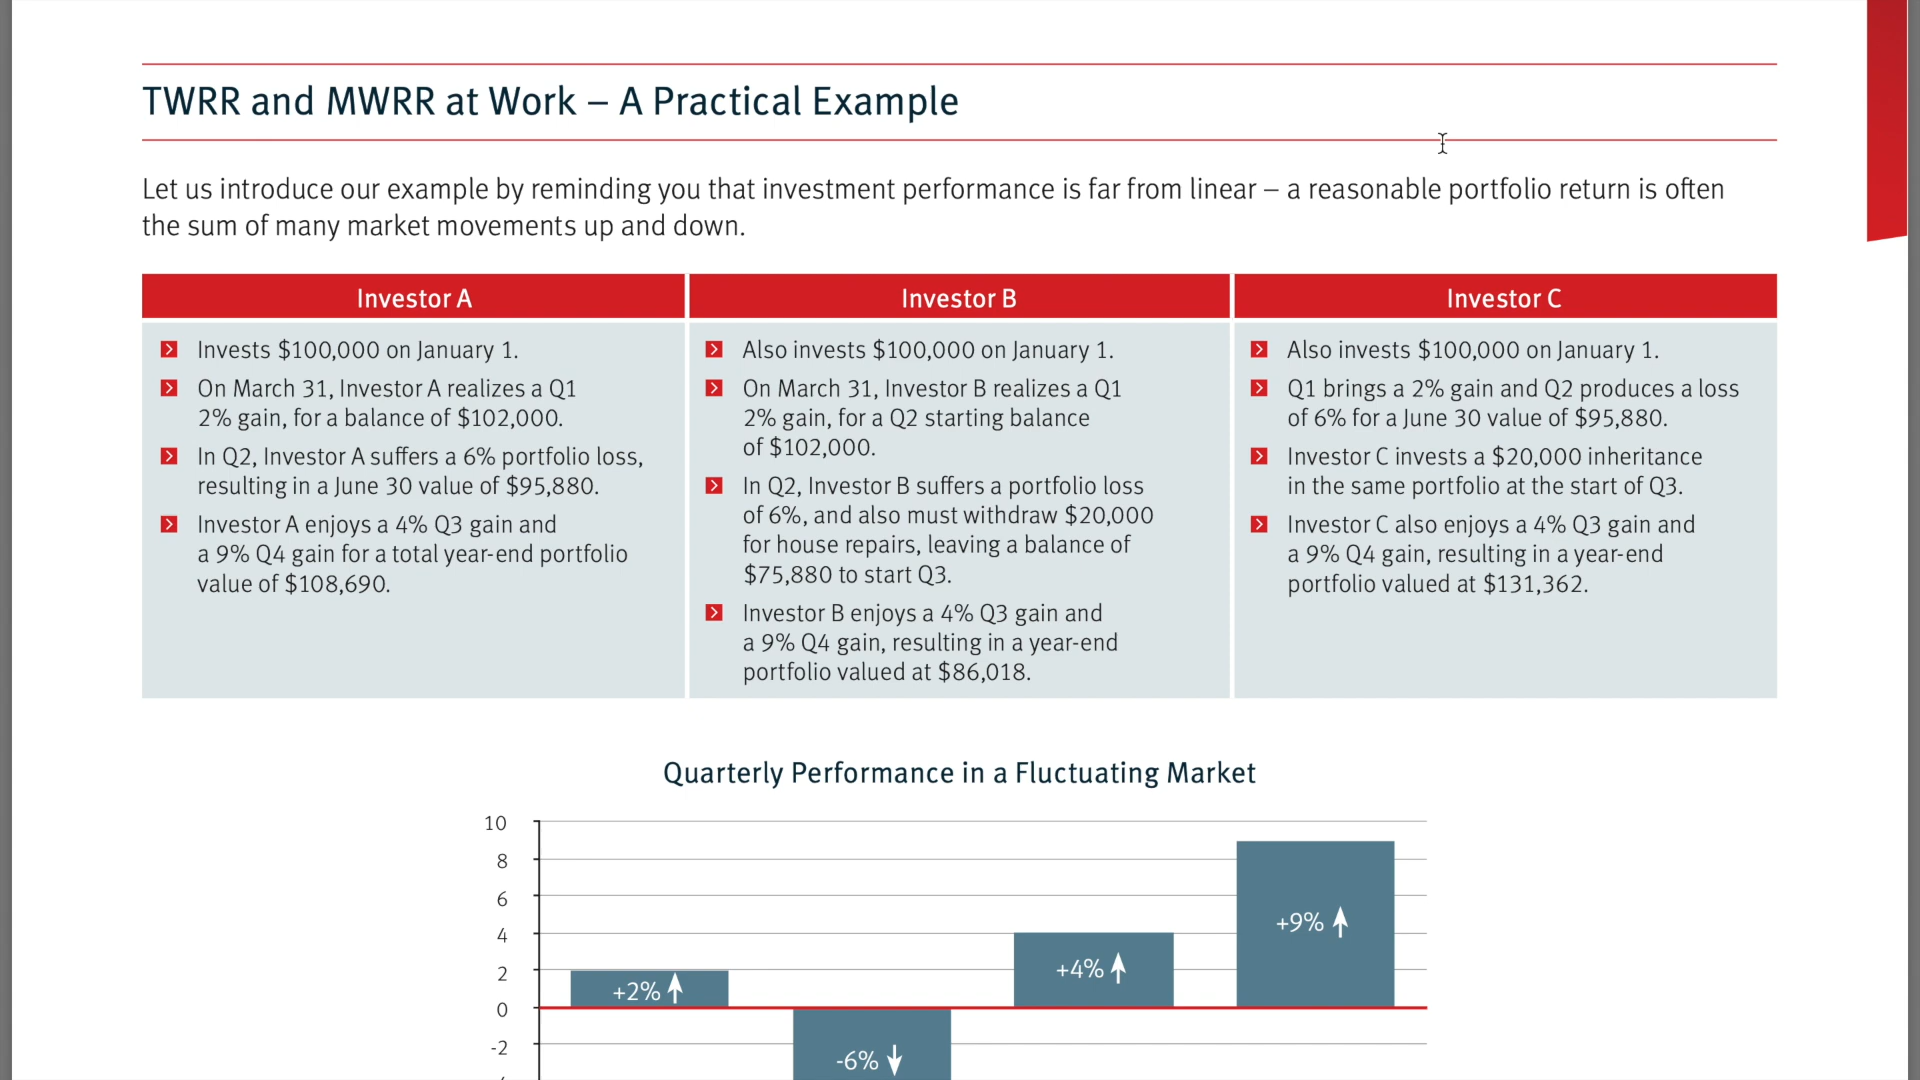 TWRR and MWRR at Work – A Practical Example
Let us introduce our example by reminding you that investment performance is far from linear – a reasonable portfolio return is often
the sum of many market movements up and down.
Investor A
Invests $100,000 on January 1.
On March 31, Investor A realizes a Q1
2% gain, for a balance of $102,000.
In Q2, Investor A suffers a 6% portfolio loss,
resulting in a June 30 value of $95,880.
Investor A enjoys a 4% Q3 gain and
a 9% Q4 gain for a total year-end portfolio
value of $108,690.
Investor B
Also invests $100,000 on January 1.
On March 31, Investor B realizes a Q1
2% gain, for a Q2 starting balance
of $102,000.
In Q2, Investor B suffers a portfolio loss
of 6%, and also must withdraw $20,000
for house repairs, leaving a balance of
$75,880 to start Q3.
Investor B enjoys a 4% Q3 gain and
a 9% Q4 gain, resulting in a year-end
portfolio valued at $86,018.
Investor C
Also invests $100,000 on January 1.
Q1 brings a 2% gain and Q2 produces a loss
of 6% for a June 30 value of $95,880.
Investor C invests a $20,000 inheritance
in the same portfolio at the start of Q3.
Investor C also enjoys a 4% Q3 gain and
a 9% Q4 gain, resulting in a year-end
portfolio valued at $131,362.
Quarterly Performance in a Fluctuating Market
10
8
6
4
2
0
-2
+2%
-6%
+4%
+9%